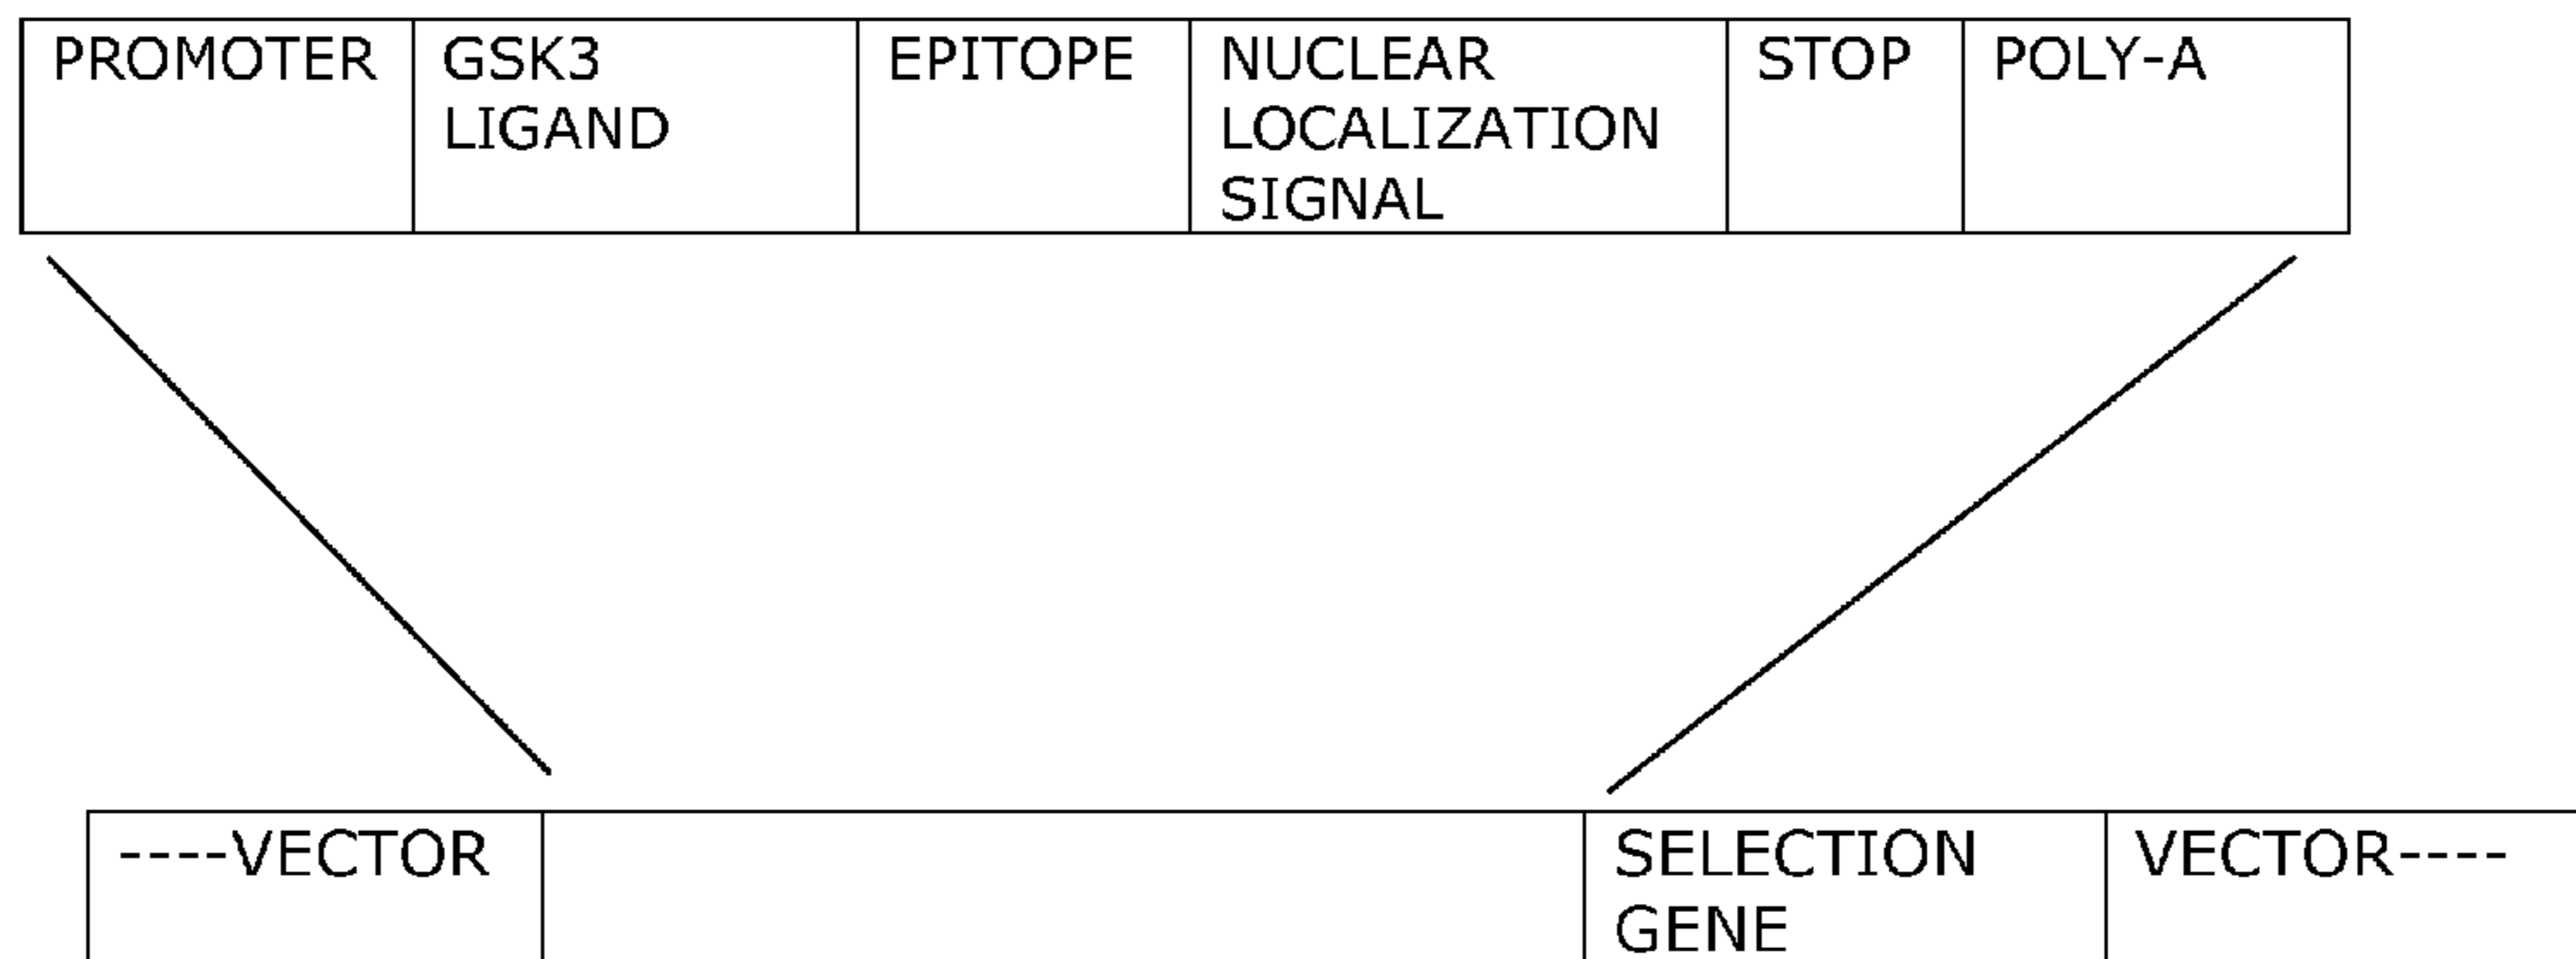 PROMOTER
GSK3
LIGAND
EPITOPE
NUCLEAR
LOCALIZATION
SIGNAL
STOP
POLY-A
----VECTOR
SELECTION
GENE
VECTOR----